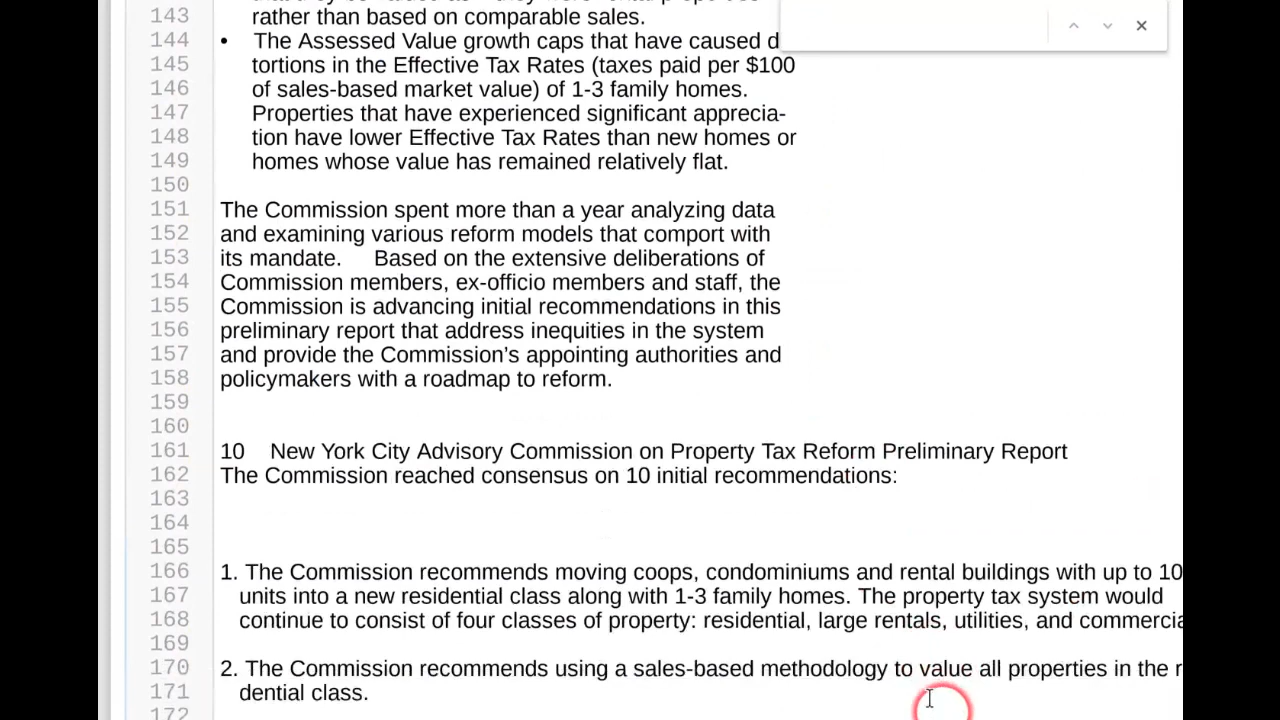 143 rather than based on comparable sales.
144 • The Assessed Value growth caps that have caused d
145 tortions in the Effective Tax Rates (taxes paid per $100
146 of sales-based market value) of 1-3 family homes.
147 Properties that have experienced significant apprecia-
148 tion have lower Effective Tax Rates than new homes or
149 homes whose value has remained relatively flat.
150
151 The Commission spent more than a year analyzing data
152 and examining various reform models that comport with
153 its mandate. Based on the extensive deliberations of
154 Commission members, ex-officio members and staff, the
155 Commission is advancing initial recommendations in this
156 preliminary report that address inequities in the system
157 and provide the Commission's appointing authorities and
158 policymakers with a roadmap to reform.
159
160
161 10 New York City Advisory Commission on Property Tax Reform Preliminary Report
162 The Commission reached consensus on 10 initial recommendations:
163
164
165
166 1. The Commission recommends moving coops, condominiums and rental buildings with up to 10
167 units into a new residential class along with 1-3 family homes. The property tax system would
168 continue to consist of four classes of property: residential, large rentals, utilities, and commercia
169
170 2. The Commission recommends using a sales-based methodology to value all properties in the r
171 dential class.
172